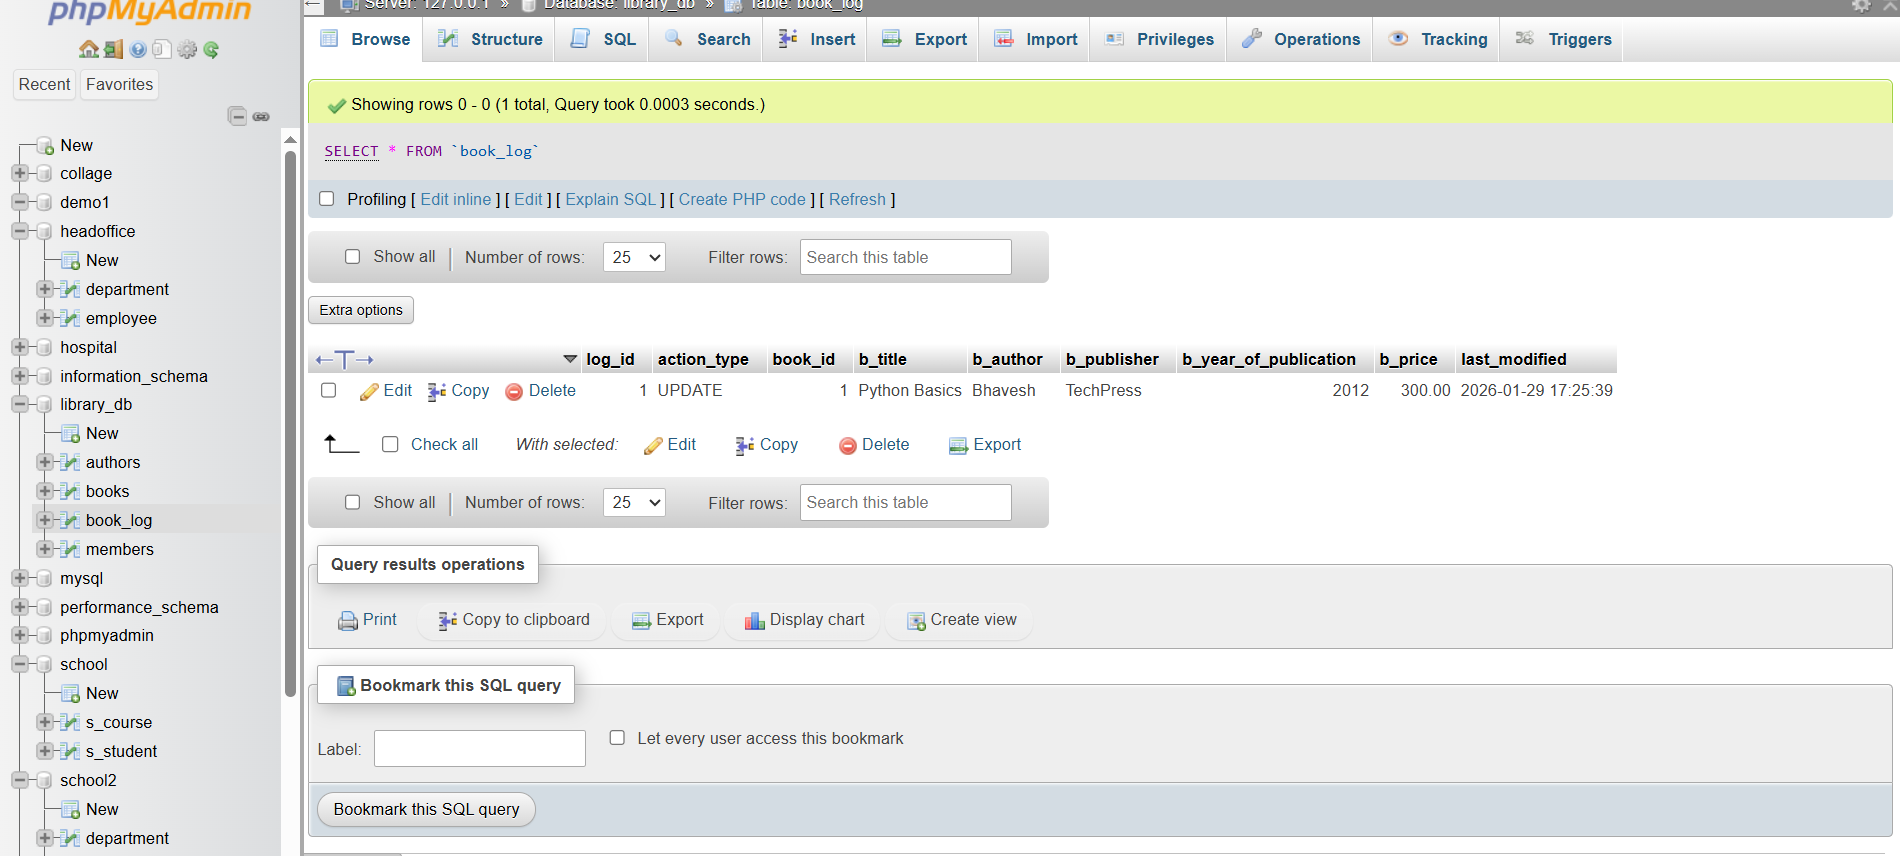 phpMyAdmin
Recent Favorites
New
collage
demo1
headoffice
New
department
employee
hospital
information_schema
library_db
New
authors
books
book_log
members
mysql
performance_schema
phpmyadmin
school
New
s_course
s_student
school2
New
department
Server: 127.0.0.1 » Database: library_db » Table: book_log
Browse Structure SQL Search Insert Export Import Privileges Operations Tracking Triggers
Showing rows 0 - 0 (1 total, Query took 0.0003 seconds.)
SELECT * FROM `book_log`
Profiling [ Edit inline ] [ Edit ] [ Explain SQL ] [ Create PHP code ] [ Refresh ]
Show all | Number of rows: 25 Filter rows: Search this table
Extra options
←T→ log_id action_type book_id b_title b_author b_publisher b_year_of_publication b_price last_modified
Edit Copy Delete 1 UPDATE 1 Python Basics Bhavesh TechPress 2012 300.00 2026-01-29 17:25:39
Check all With selected: Edit Copy Delete Export
Show all | Number of rows: 25 Filter rows: Search this table
Query results operations
Print Copy to clipboard Export Display chart Create view
Bookmark this SQL query
Label: Let every user access this bookmark
Bookmark this SQL query